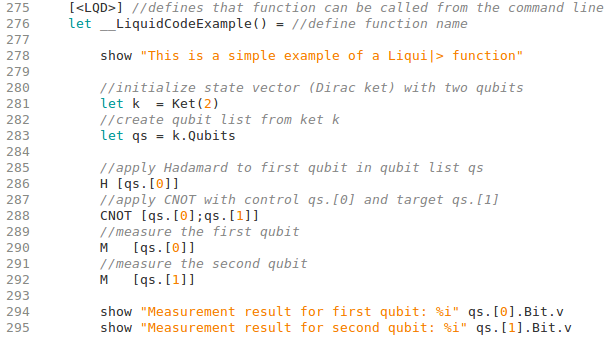 275 [<LQD>] //defines that function can be called from the command line
276 let __LiquidCodeExample() = //define function name
277
278 show "This is a simple example of a Liqui|> function"
279
280 //initialize state vector (Dirac ket) with two qubits
281 let k  = Ket(2)
282 //create qubit list from ket k
283 let qs = k.Qubits
284
285 //apply Hadamard to first qubit in qubit list qs
286 H [qs.[0]]
287 //apply CNOT with control qs.[0] and target qs.[1]
288 CNOT [qs.[0];qs.[1]]
289 //measure the first qubit
290 M   [qs.[0]]
291 //measure the second qubit
292 M   [qs.[1]]
293
294 show "Measurement result for first qubit: %i" qs.[0].Bit.v
295 show "Measurement result for second qubit: %i" qs.[1].Bit.v